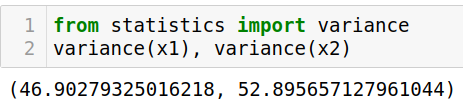 1 from statistics import variance
2 variance(x1), variance(x2)
(46.90279325016218, 52.895657127961044)